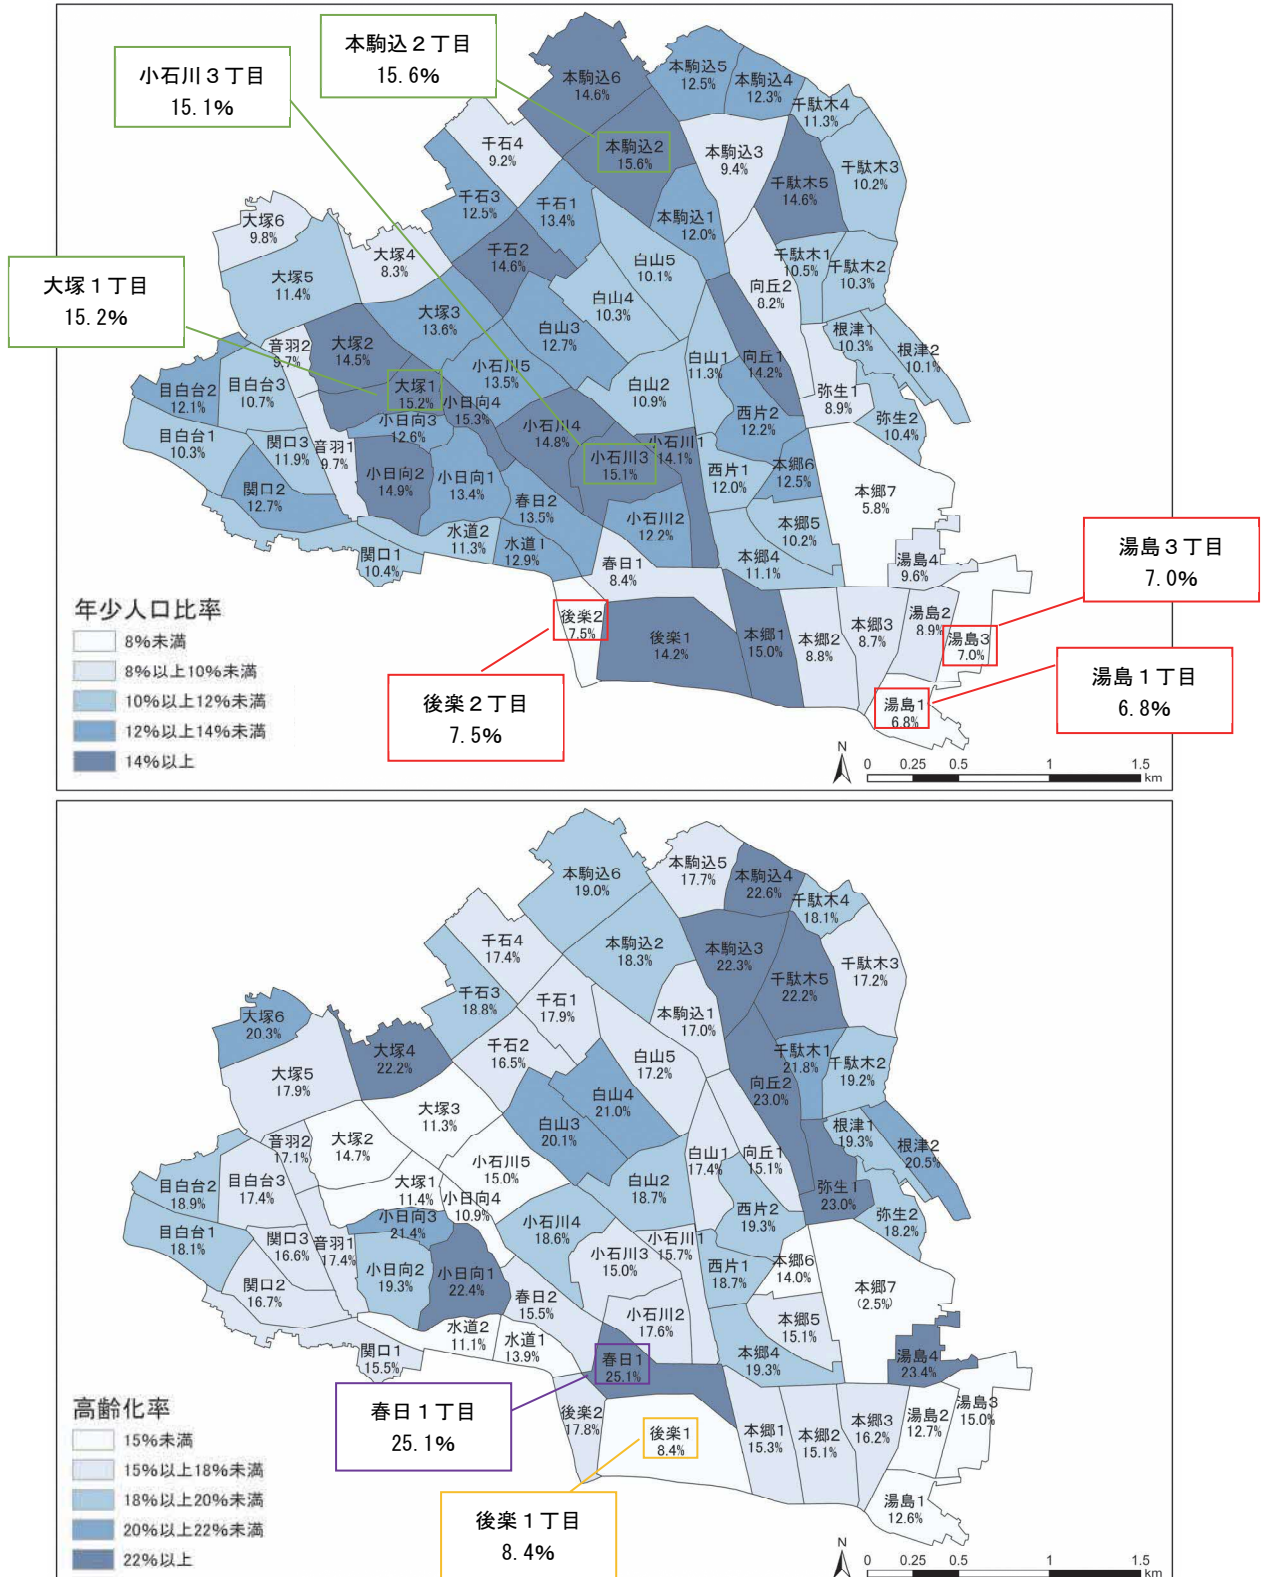 本駒込２丁目
15.6%
小石川３丁目
15.1%
大塚１丁目
15.2%
湯島３丁目
7.0%
湯島１丁目
6.8%
後楽２丁目
7.5%
本駒込6
14.6%
本駒込5
12.5%
本駒込4
12.3%
千駄木4
11.3%
千石4
9.2%
本駒込2
15.6%
本駒込3
9.4%
千駄木5
14.6%
千駄木3
10.2%
千石3
12.5%
千石1
13.4%
本駒込1
12.0%
大塚6
9.8%
大塚4
8.3%
千石2
14.6%
白山5
10.1%
千駄木1
10.5%
千駄木2
10.3%
大塚5
11.4%
向丘2
8.2%
白山4
10.3%
大塚3
13.6%
白山3
12.7%
根津1
10.3%
根津2
10.1%
音羽2
9.7%
大塚2
14.5%
小石川5
13.5%
白山1
11.3%
向丘1
14.2%
目白台2
12.1%
目白台3
10.7%
大塚1
15.2%
小日向4
15.3%
白山2
10.9%
弥生1
8.9%
弥生2
10.4%
西片2
12.2%
目白台1
10.3%
関口3
11.9%
音羽1
9.7%
小日向3
12.6%
小石川4
14.8%
小石川1
14.1%
小石川3
15.1%
西片1
12.0%
本郷6
12.5%
関口2
12.7%
小日向2
14.9%
小日向1
13.4%
春日2
13.5%
本郷7
5.8%
小石川2
12.2%
本郷5
10.2%
関口1
10.4%
水道2
11.3%
水道1
12.9%
春日1
8.4%
本郷4
11.1%
湯島4
9.6%
後楽2
7.5%
後楽1
14.2%
本郷1
15.0%
本郷2
8.8%
本郷3
8.7%
湯島2
8.9%
湯島3
7.0%
湯島1
6.8%
年少人口比率
8%未満
8%以上10%未満
10%以上12%未満
12%以上14%未満
14%以上
N
0 0.25 0.5 1 1.5
km
本駒込6
19.0%
本駒込5
17.7%
本駒込4
22.6%
千駄木4
18.1%
千石4
17.4%
本駒込2
18.3%
本駒込3
22.3%
千駄木5
22.2%
千駄木3
17.2%
千石3
18.8%
千石1
17.9%
本駒込1
17.0%
大塚6
20.3%
大塚4
22.2%
千石2
16.5%
白山5
17.2%
千駄木1
21.8%
千駄木2
19.2%
大塚5
17.9%
向丘2
23.0%
白山4
21.0%
大塚3
11.3%
白山3
20.1%
根津1
19.3%
根津2
20.5%
音羽2
17.1%
大塚2
14.7%
小石川5
15.0%
白山1
17.4%
向丘1
15.1%
目白台2
18.9%
目白台3
17.4%
大塚1
11.4%
小日向4
10.9%
白山2
18.7%
弥生1
23.0%
弥生2
18.2%
西片2
19.3%
目白台1
18.1%
関口3
16.6%
音羽1
17.4%
小日向3
21.4%
小石川4
18.6%
小石川1
15.7%
小石川3
15.0%
西片1
18.7%
本郷6
14.0%
関口2
16.7%
小日向2
19.3%
小日向1
22.4%
春日2
15.5%
本郷7
(2.5%)
小石川2
17.6%
本郷5
15.1%
関口1
15.5%
水道2
11.1%
水道1
13.9%
春日1
25.1%
本郷4
19.3%
湯島4
23.4%
後楽2
17.8%
後楽1
8.4%
本郷1
15.3%
本郷2
15.1%
本郷3
16.2%
湯島2
12.7%
湯島3
15.0%
湯島1
12.6%
春日１丁目
25.1%
後楽１丁目
8.4%
高齢化率
15%未満
15%以上18%未満
18%以上20%未満
20%以上22%未満
22%以上
N
0 0.25 0.5 1 1.5
km